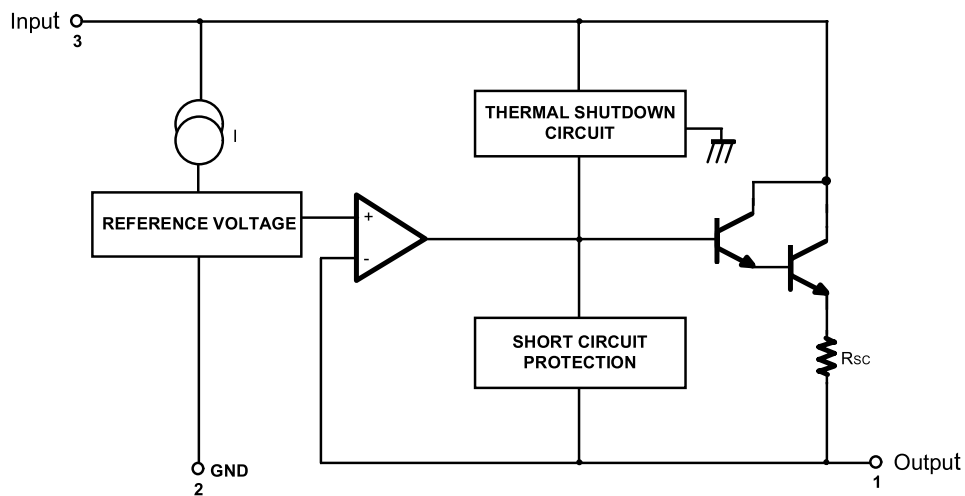 Input
3
THERMAL SHUTDOWN
CIRCUIT
I
REFERENCE VOLTAGE
+
-
SHORT CIRCUIT
PROTECTION
RSC
GND
2
Output
1